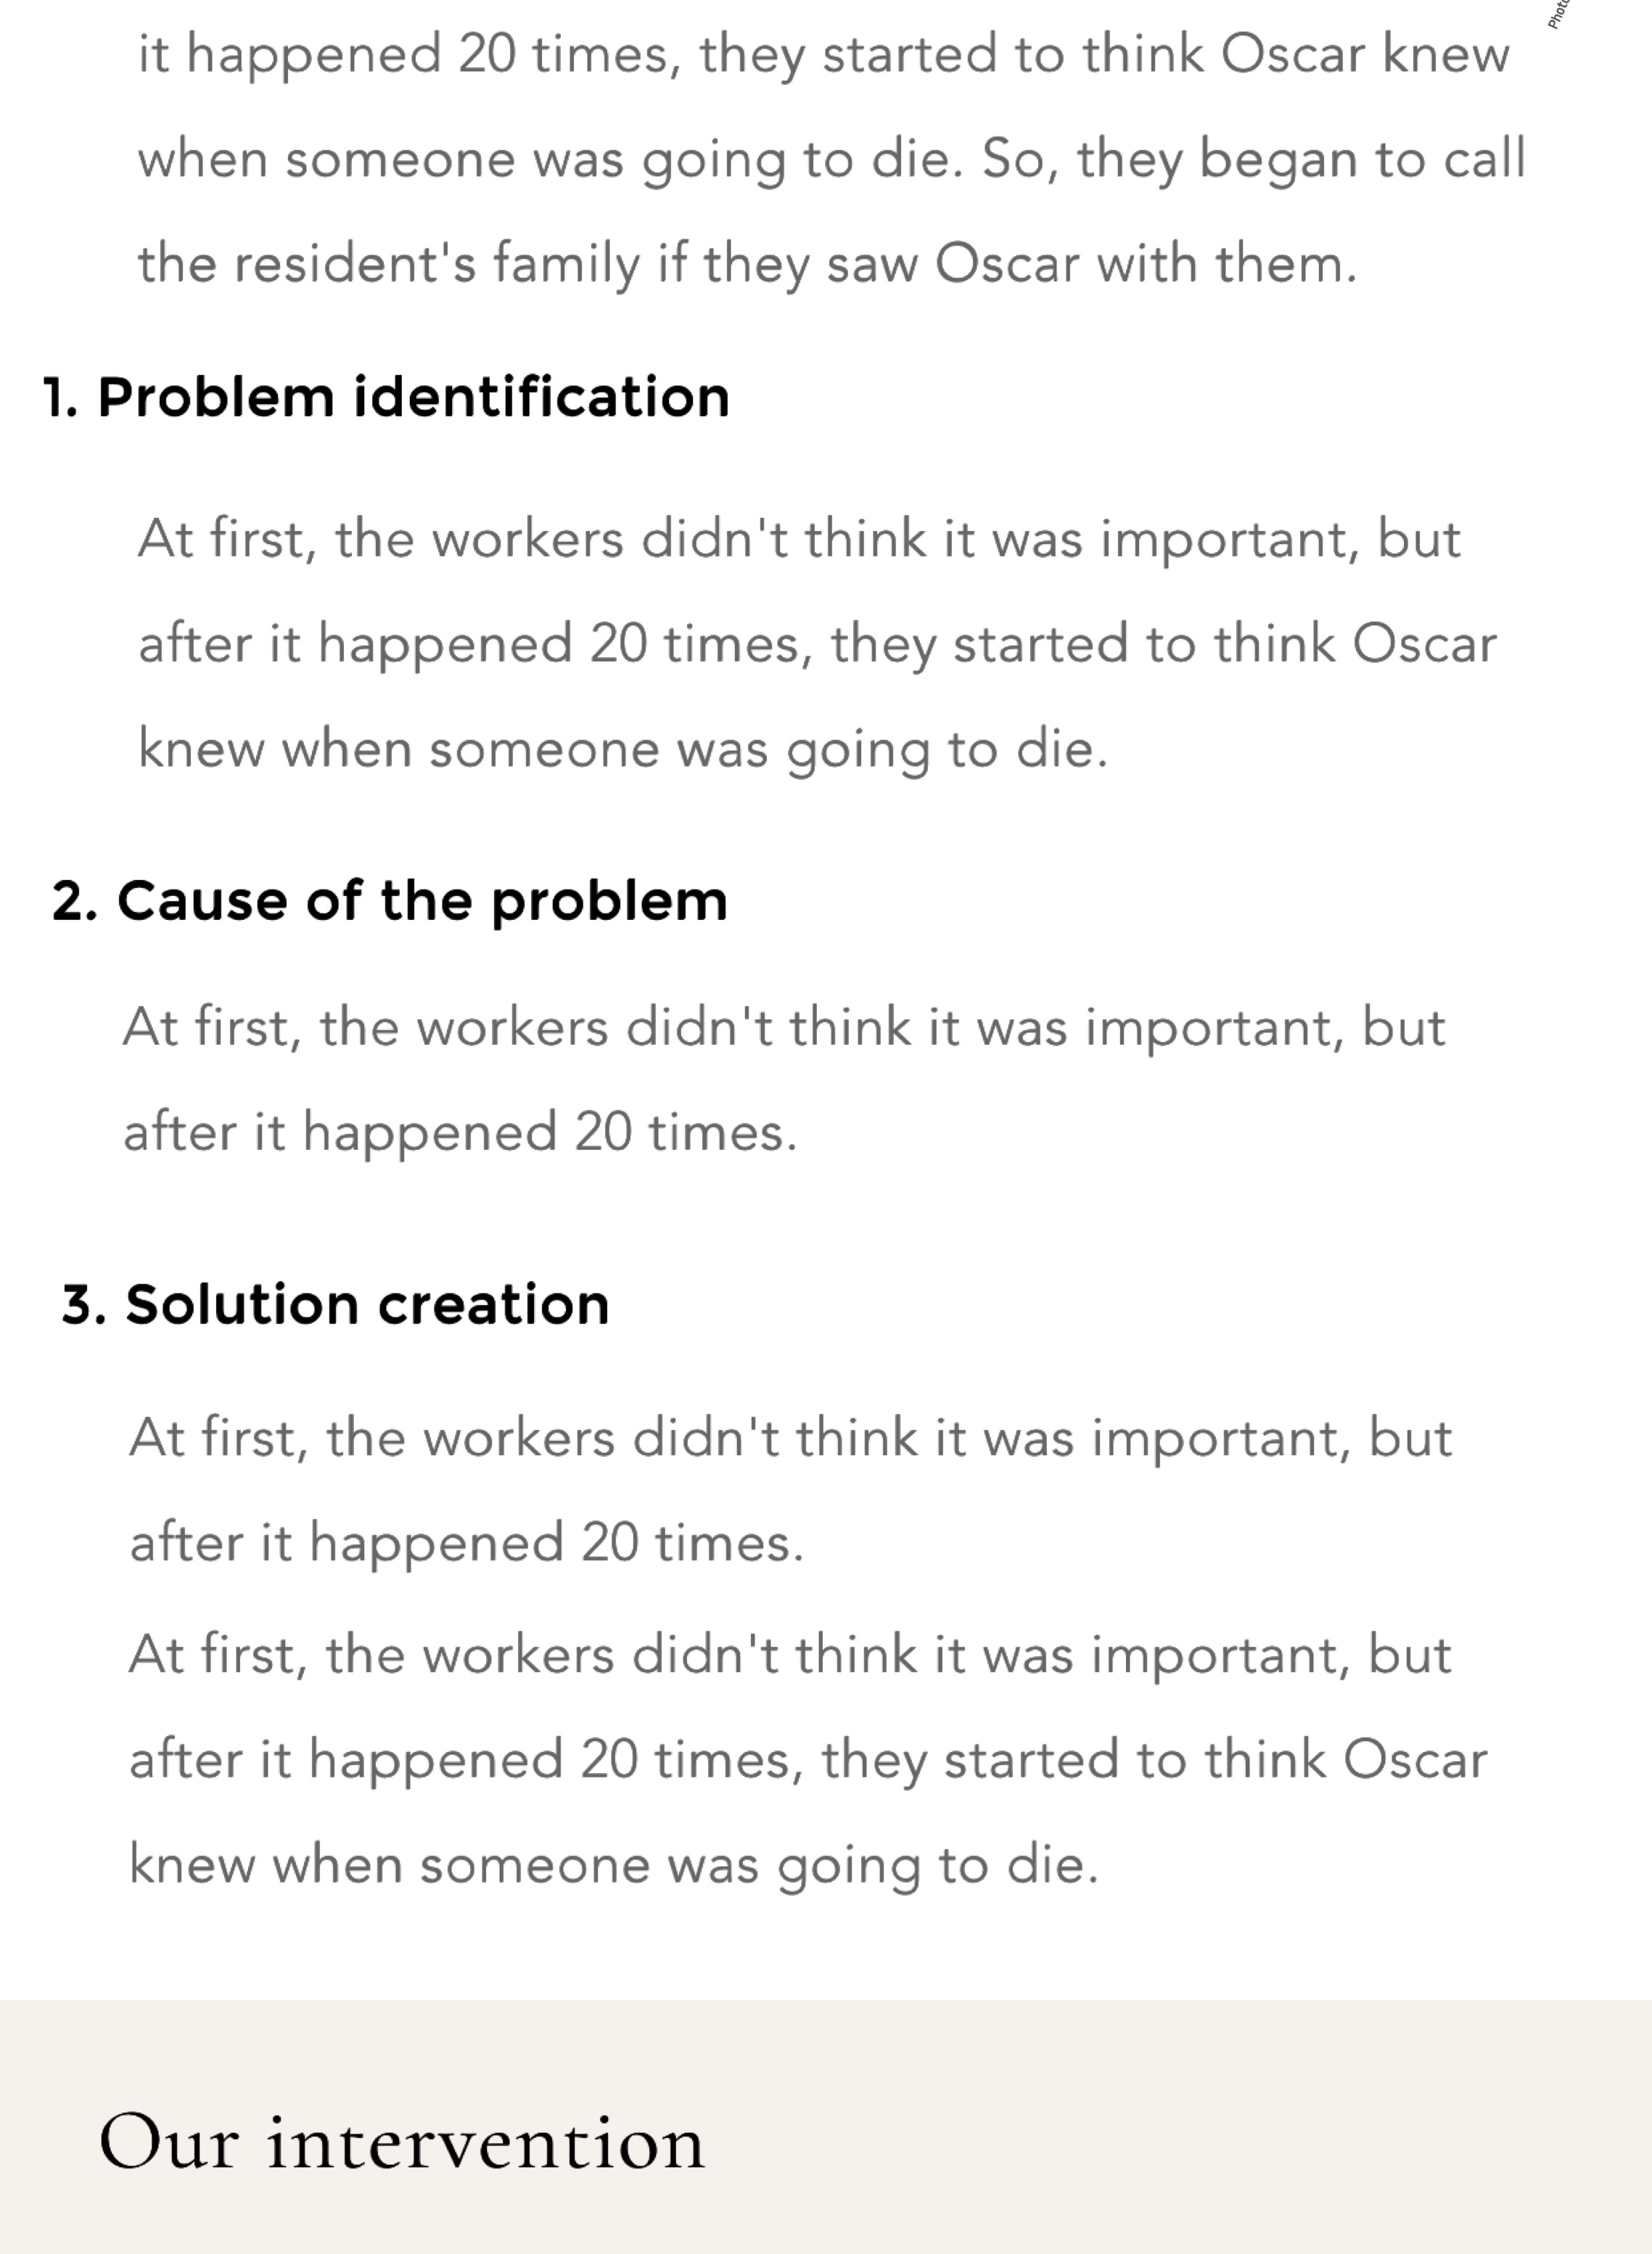 Photo
it happened 20 times, they started to think Oscar knew
when someone was going to die. So, they began to call
the resident's family if they saw Oscar with them.
1. Problem identification
At first, the workers didn't think it was important, but
after it happened 20 times, they started to think Oscar
knew when someone was going to die.
2. Cause of the problem
At first, the workers didn't think it was important, but
after it happened 20 times.
3. Solution creation
At first, the workers didn't think it was important, but
after it happened 20 times.
At first, the workers didn't think it was important, but
after it happened 20 times, they started to think Oscar
knew when someone was going to die.
Our intervention